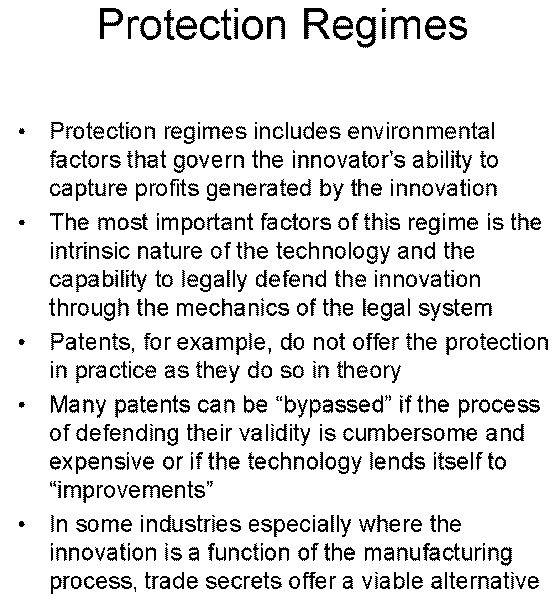 Protection Regimes
• Protection regimes includes environmental
factors that govern the innovator's ability to
capture profits generated by the innovation
• The most important factors of this regime is the
intrinsic nature of the technology and the
capability to legally defend the innovation
through the mechanics of the legal system
• Patents, for example, do not offer the protection
in practice as they do so in theory
• Many patents can be “bypassed” if the process
of defending their validity is cumbersome and
expensive or if the technology lends itself to
“improvements”
• In some industries especially where the
innovation is a function of the manufacturing
process, trade secrets offer a viable alternative